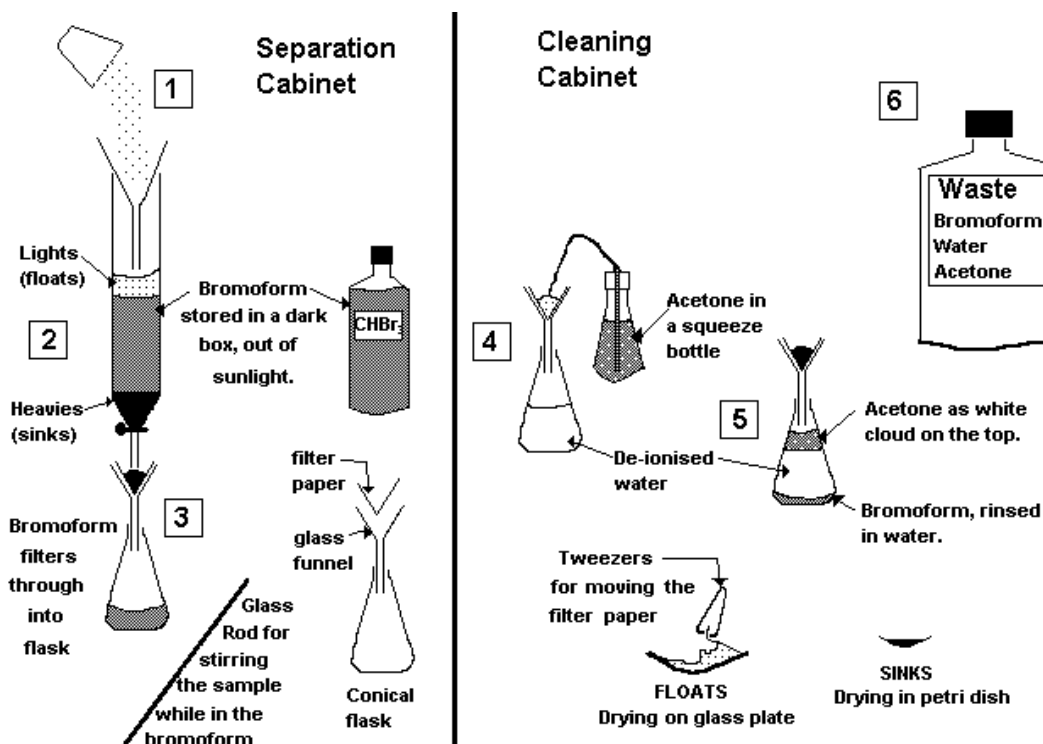 Separation
Cabinet
1
Lights
(floats)
Bromoform
stored in a dark
box, out of
sunlight.
CHBr3
2
Heavies
(sinks)
3
Bromoform
filters
through
into
flask
filter
paper
glass
funnel
Glass
Rod for
stirring
the sample
while in the
bromoform
Conical
flask
Cleaning
Cabinet
6
Waste
Bromoform
Water
Acetone
4
Acetone in
a squeeze
bottle
5
Acetone as white
cloud on the top.
De-ionised
water
Bromoform, rinsed
in water.
Tweezers
for moving the
filter paper
FLOATS
Drying on glass plate
SINKS
Drying in petri dish